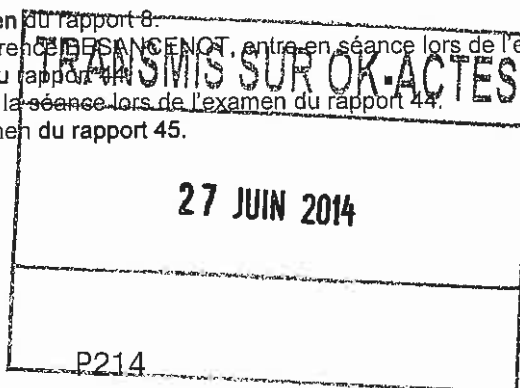 en du rapport 8.
rence BESANCENOT, entre en séance lors de l'e
TRANSMIS SUR OK-ACTES
u rapport 44.
la séance lors de l'examen du rapport 44.
en du rapport 45.
27 JUIN 2014
P214